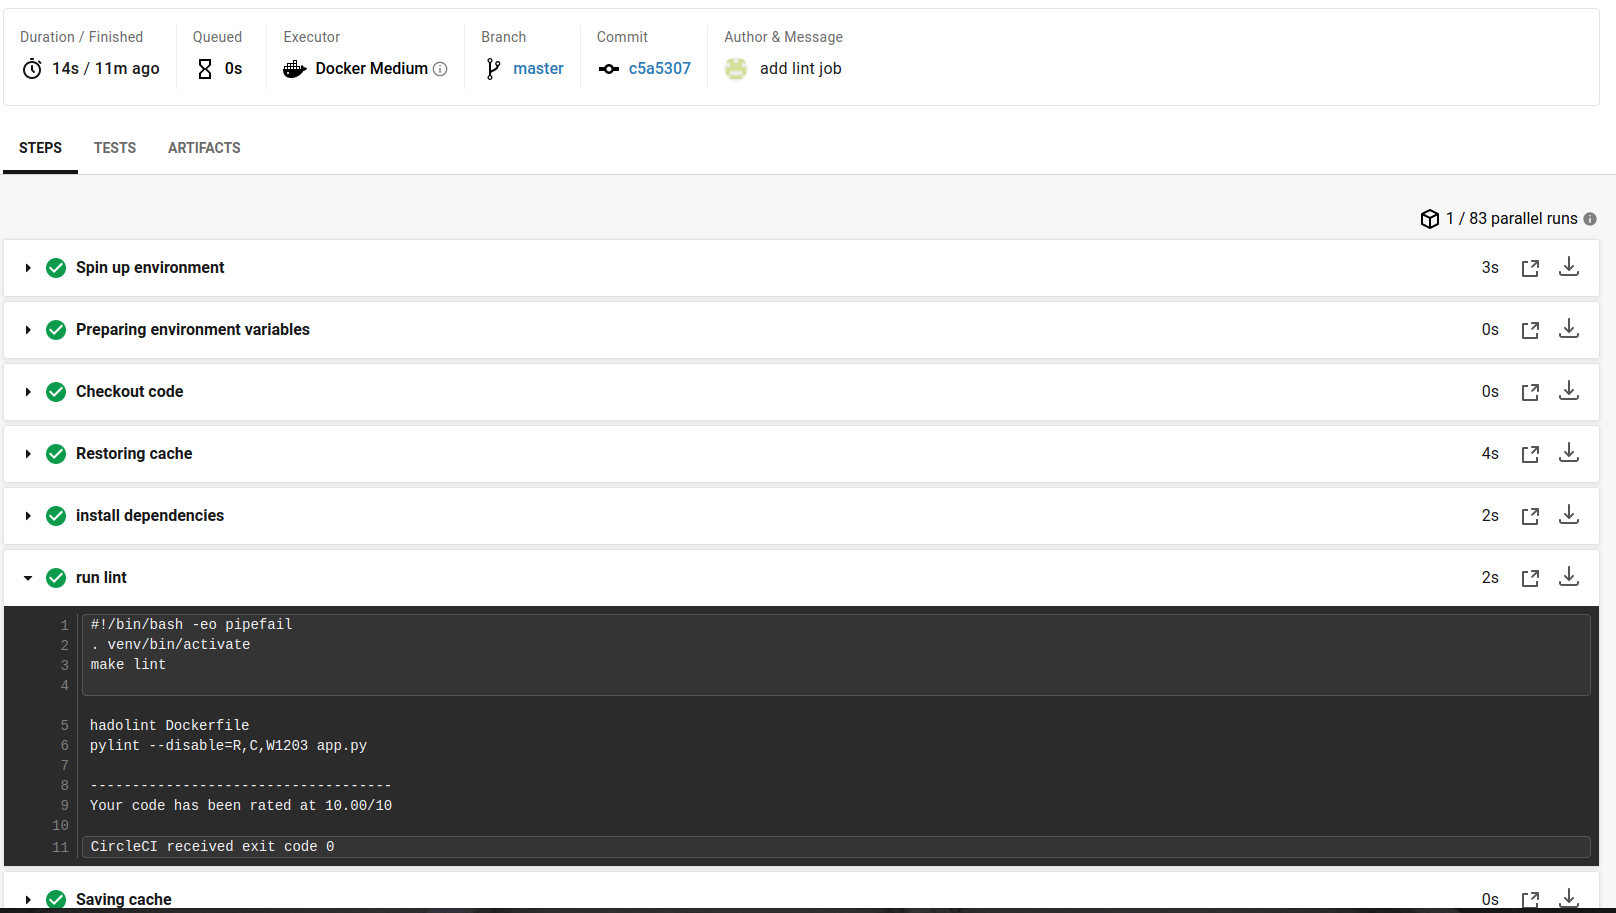 Duration / Finished Queued Executor Branch Commit Author & Message
14s / 11m ago 0s Docker Medium master c5a5307 add lint job
STEPS TESTS ARTIFACTS
1 / 83 parallel runs
Spin up environment 3s
Preparing environment variables 0s
Checkout code 0s
Restoring cache 4s
install dependencies 2s
run lint 2s
1 #!/bin/bash -eo pipefail
2 . venv/bin/activate
3 make lint
4
5 hadolint Dockerfile
6 pylint --disable=R,C,W1203 app.py
7
8 ------------------------------------
9 Your code has been rated at 10.00/10
10
11 CircleCI received exit code 0
Saving cache 0s